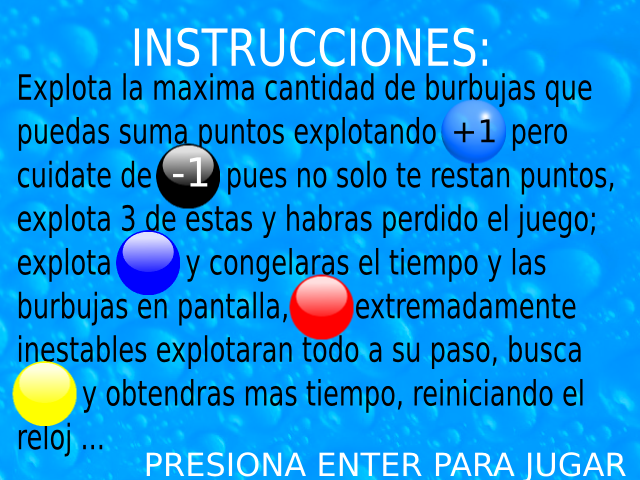 INSTRUCCIONES:
Explota la maxima cantidad de burbujas que
puedas suma puntos explotando +1 pero
cuidate de -1 pues no solo te restan puntos,
explota 3 de estas y habras perdido el juego;
explota y congelaras el tiempo y las
burbujas en pantalla, extremadamente
inestables explotaran todo a su paso, busca
y obtendras mas tiempo, reiniciando el
reloj ...
PRESIONA ENTER PARA JUGAR